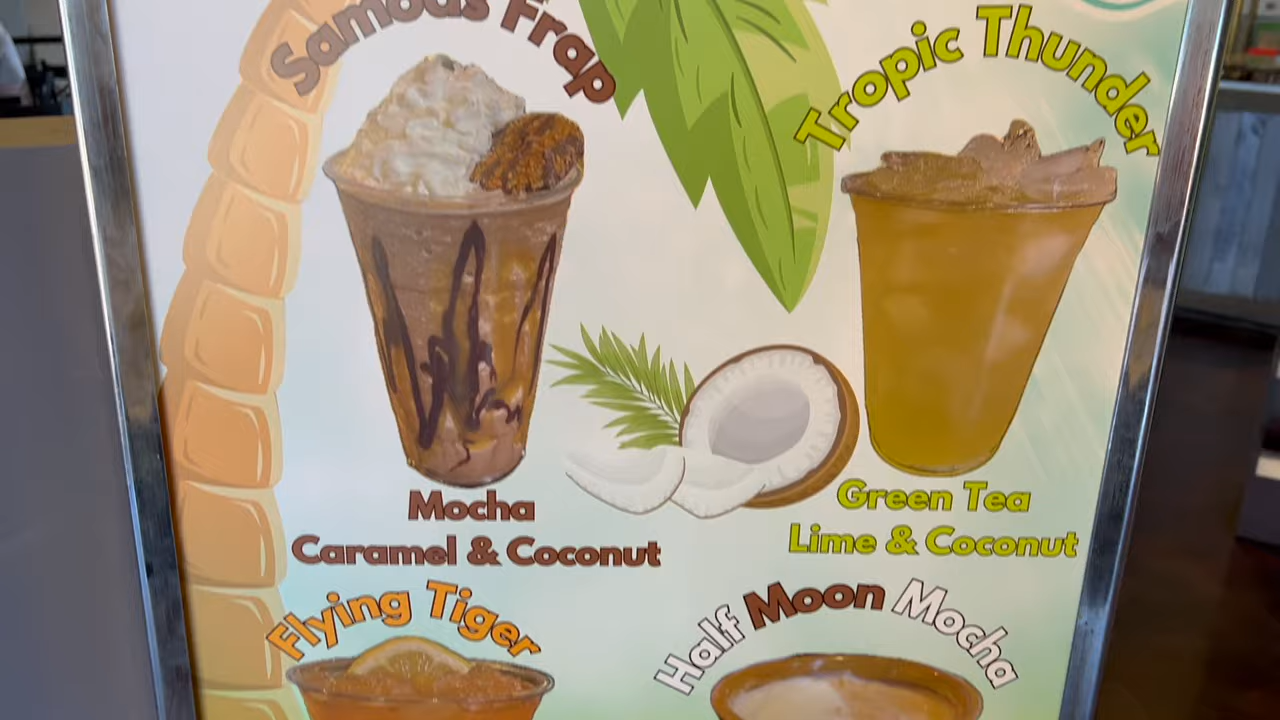 Samoas Frap
Tropic Thunder
Mocha
Caramel & Coconut
Green Tea
Lime & Coconut
Flying Tiger
Half Moon Mocha